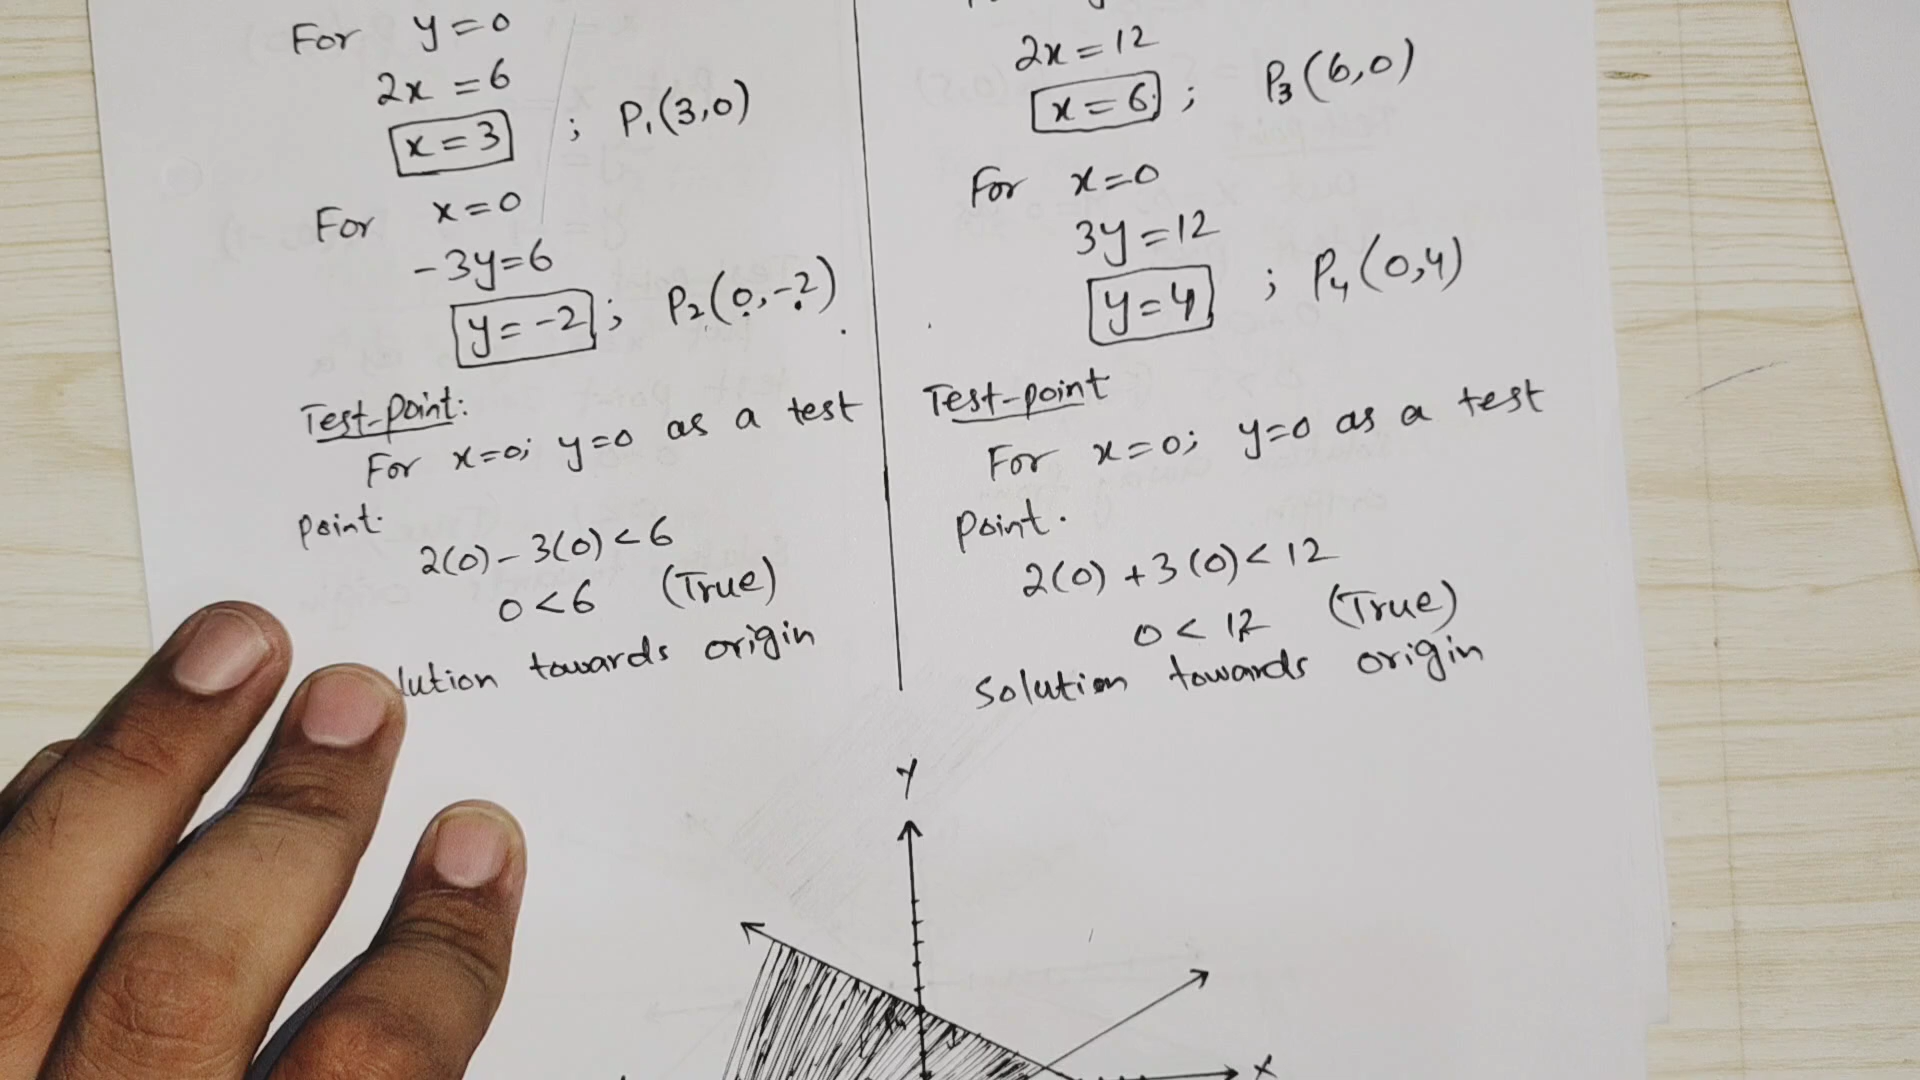 For y=0
2x = 6
x = 3 ; P₁(3,0)
For x=0
-3y=6
y = -2 ; P₂(0,-2)
Test-point:
For x=0; y=0 as a test
point.
2(0) - 3(0) < 6
0 < 6 (True)
lution towards origin
2x = 12
x = 6 ; P₃(6,0)
For x=0
3y = 12
y = 4 ; P₄(0,4)
Test-point
For x=0; y=0 as a test
point.
2(0) + 3(0) < 12
0 < 12 (True)
Solution towards origin
Y
X